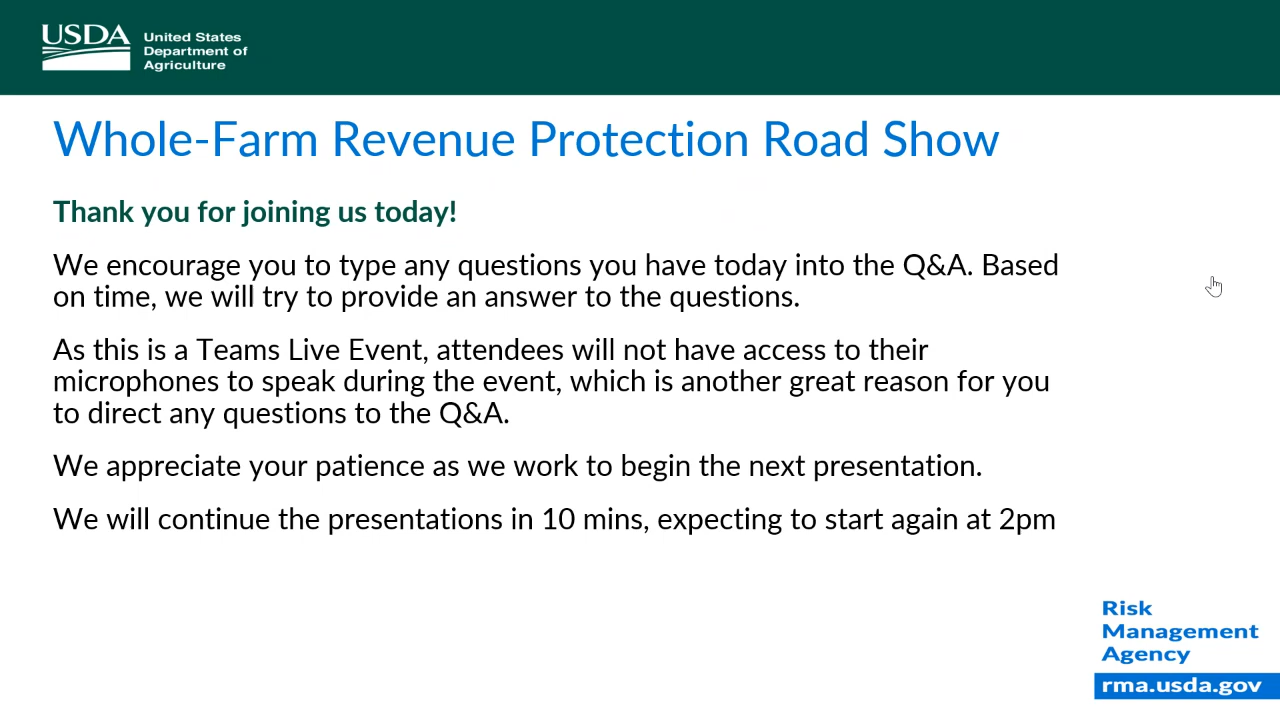 USDA
United States
Department of
Agriculture
Whole-Farm Revenue Protection Road Show
Thank you for joining us today!
We encourage you to type any questions you have today into the Q&A. Based
on time, we will try to provide an answer to the questions.
As this is a Teams Live Event, attendees will not have access to their
microphones to speak during the event, which is another great reason for you
to direct any questions to the Q&A.
We appreciate your patience as we work to begin the next presentation.
We will continue the presentations in 10 mins, expecting to start again at 2pm
Risk
Management
Agency
rma.usda.gov